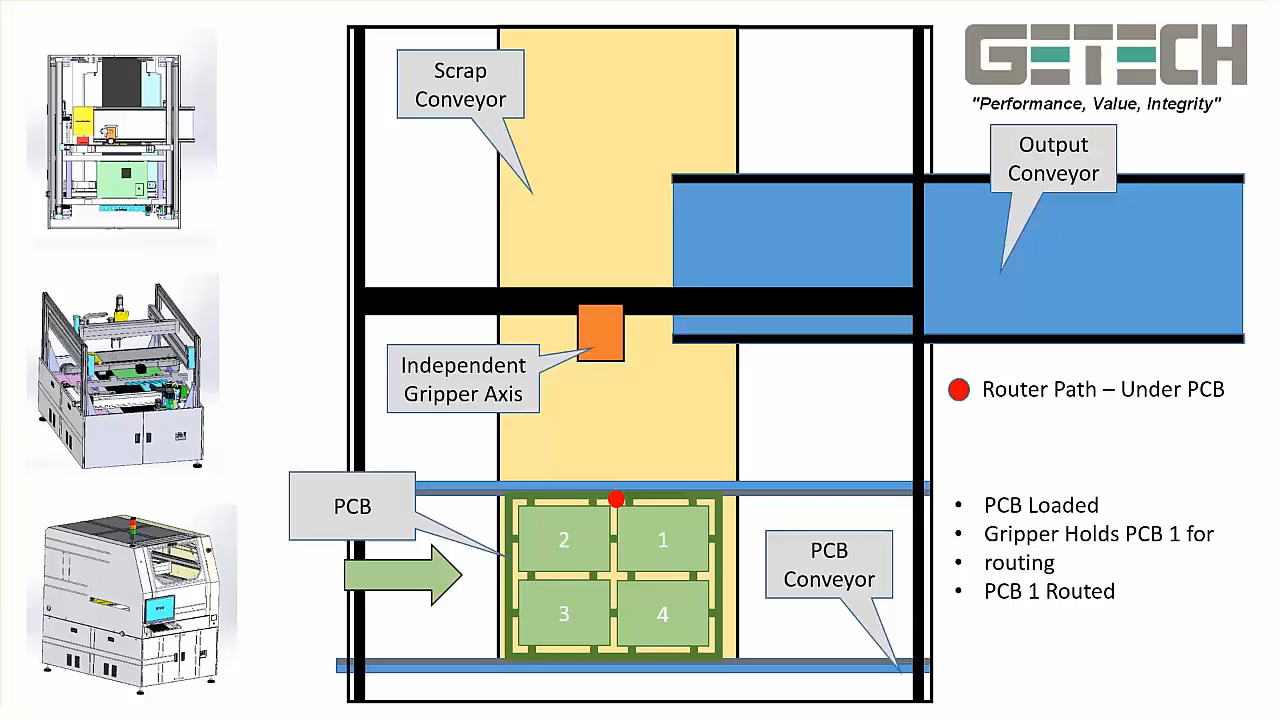 Scrap
Conveyor
GETECH
"Performance, Value, Integrity"
Output
Conveyor
Independent
Gripper Axis
Router Path – Under PCB
PCB
2
1
3
4
PCB
Conveyor
• PCB Loaded
• Gripper Holds PCB 1 for
• routing
• PCB 1 Routed